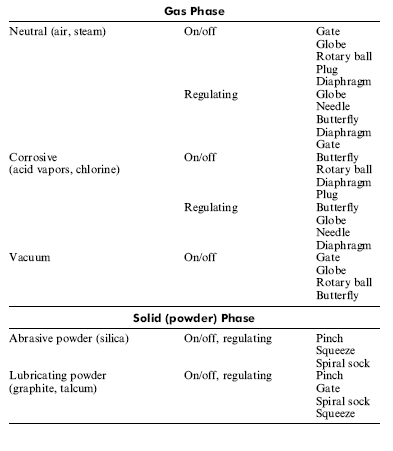 Gas Phase
Neutral (air, steam) On/off Gate
Globe
Rotary ball
Plug
Diaphragm
Regulating Globe
Needle
Butterfly
Diaphragm
Gate
Corrosive On/off Butterfly
(acid vapors, chlorine) Rotary ball
Diaphragm
Plug
Regulating Butterfly
Globe
Needle
Diaphragm
Vacuum On/off Gate
Globe
Rotary ball
Butterfly
Solid (powder) Phase
Abrasive powder (silica) On/off, regulating Pinch
Squeeze
Spiral sock
Lubricating powder On/off, regulating Pinch
(graphite, talcum) Gate
Spiral sock
Squeeze